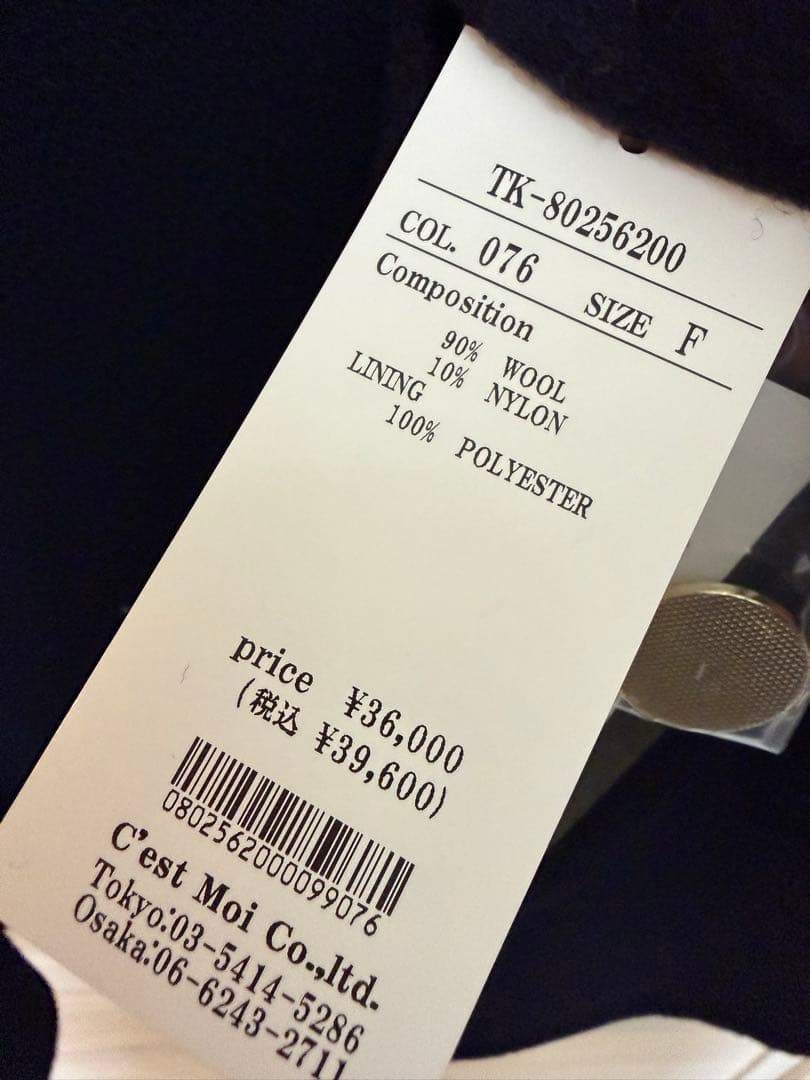 TK-80256200
COL. 076 SIZE F
Composition
90% WOOL
10% NYLON
LINING
100% POLYESTER
price ¥36,000
(税込 ¥39,600)
0802562000099076
C'est Moi Co.,ltd.
Tokyo:03-5414-5286
Osaka:06-6243-2711